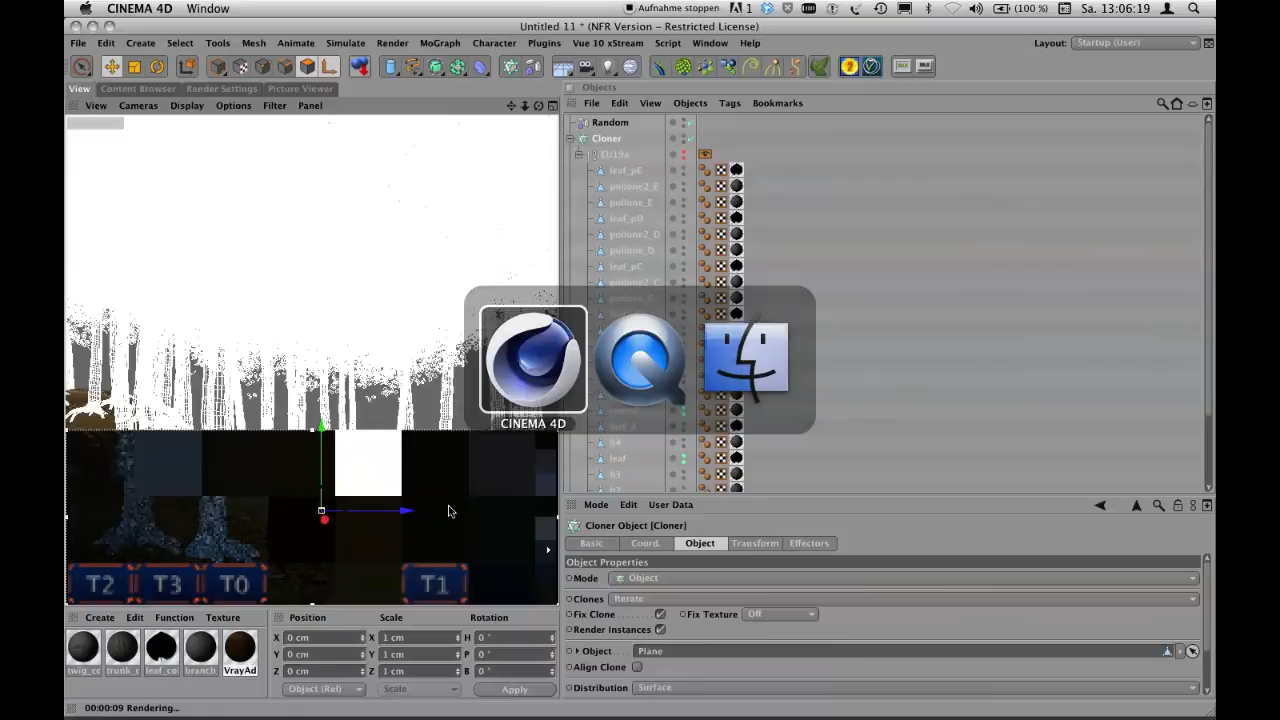 CINEMA 4D Window Aufnahme stoppen 1 (100 %) Sa. 13:06:19
Untitled 11 * (NFR Version - Restricted License)
File Edit Create Select Tools Mesh Animate Simulate Render MoGraph Character Plugins Vue 10 xStream Script Window Help Layout: Startup (User)
View Content Browser Render Settings Picture Viewer Objects
View Cameras Display Options Filter Panel File Edit View Objects Tags Bookmarks
Random
Cloner
EU19a
leaf_pE
pollone2_E
pollone_E
leaf_pD
pollone2_D
pollone_D
leaf_pC
CINEMA 4D
b4
leaf
b3
T2 T3 T0 T1
Mode Edit User Data
Cloner Object [Cloner]
Basic Coord. Object Transform Effectors
Object Properties
Mode Object
Clones Iterate
Fix Clone Fix Texture Off
Render Instances
Object Plane
Align Clone
Distribution Surface
Create Edit Function Texture
twig_co trunk_c leaf_col branch_ VrayAd
Position Scale Rotation
X 0 cm X 1 cm H 0 °
Y 0 cm Y 1 cm P 0 °
Z 0 cm Z 1 cm B 0 °
Object (Rel) Scale Apply
00:00:09 Rendering...